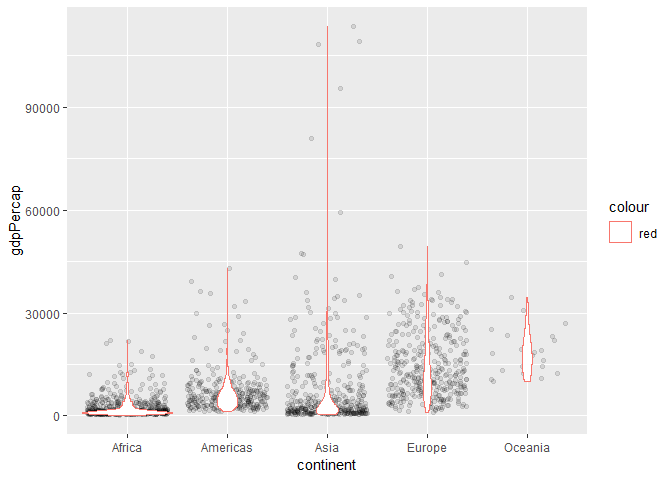 gdpPercap
90000
60000
30000
0
Africa
Americas
Asia
Europe
Oceania
continent
colour
red